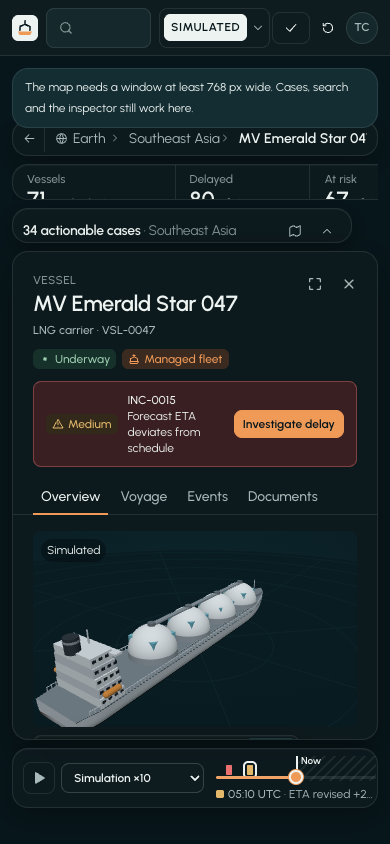 SIMULATED
TC
The map needs a window at least 768 px wide. Cases, search
and the inspector still work here.
Earth
Southeast Asia
MV Emerald Star 04
Vessels
Delayed
At risk
34 actionable cases · Southeast Asia
VESSEL
MV Emerald Star 047
LNG carrier · VSL-0047
Underway
Managed fleet
Medium
INC-0015
Forecast ETA
deviates from
schedule
Investigate delay
Overview
Voyage
Events
Documents
Simulated
Simulation ×10
Now
05:10 UTC · ETA revised +2...